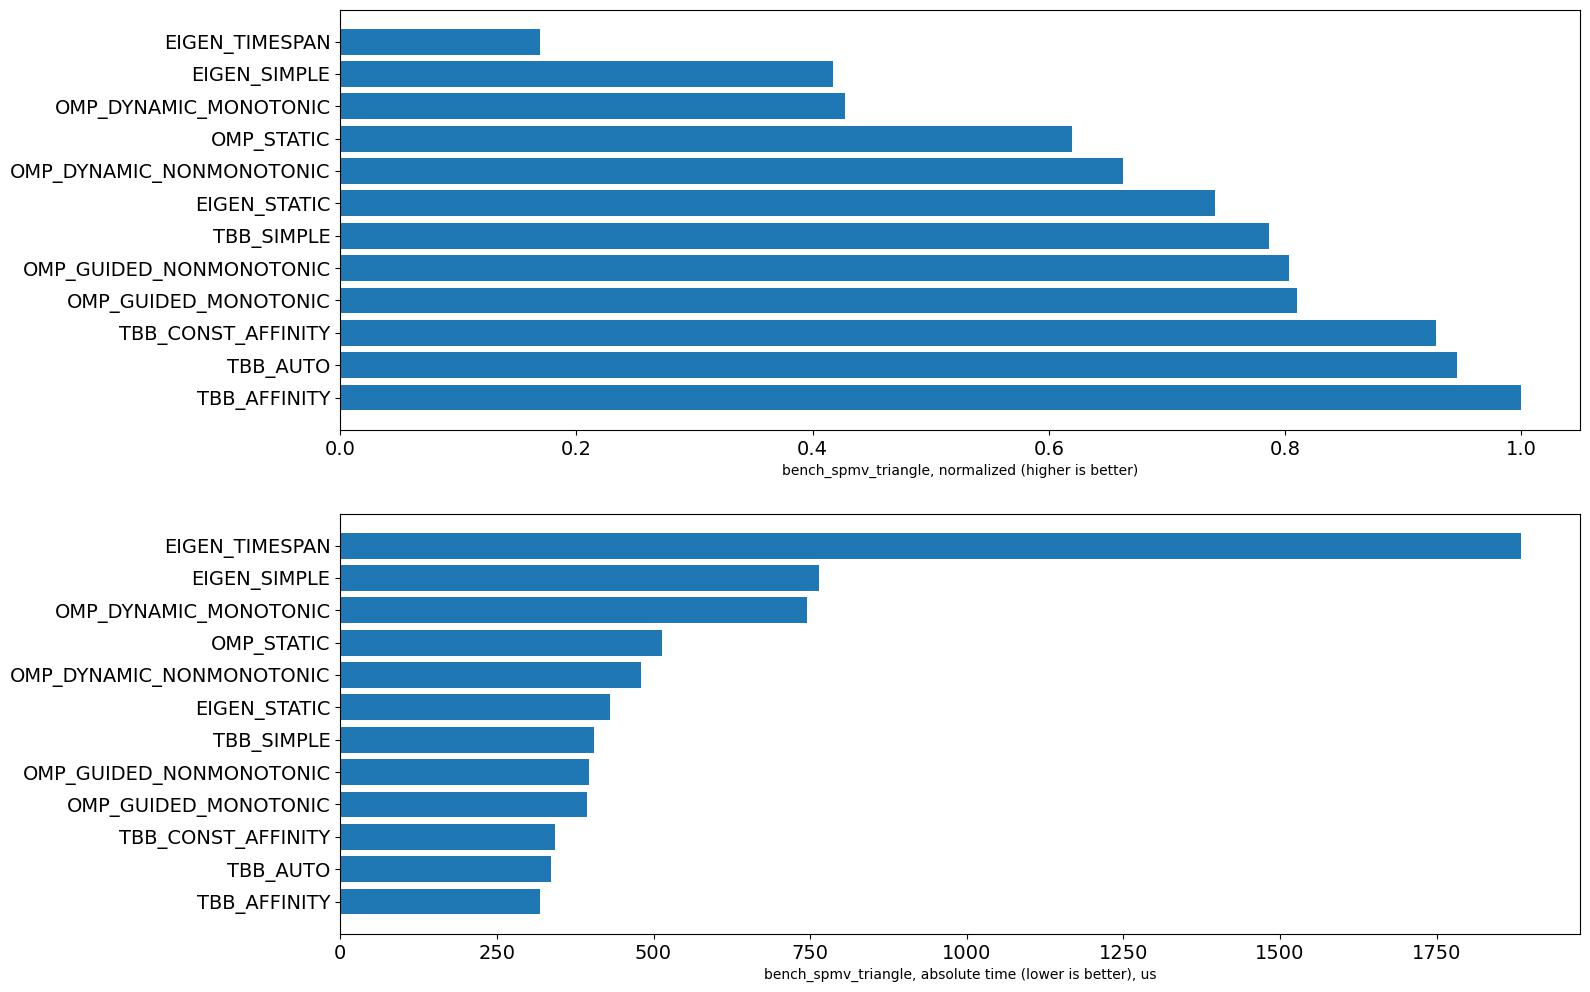 EIGEN_TIMESPAN
EIGEN_SIMPLE
OMP_DYNAMIC_MONOTONIC
OMP_STATIC
OMP_DYNAMIC_NONMONOTONIC
EIGEN_STATIC
TBB_SIMPLE
OMP_GUIDED_NONMONOTONIC
OMP_GUIDED_MONOTONIC
TBB_CONST_AFFINITY
TBB_AUTO
TBB_AFFINITY
0.0 0.2 0.4 0.6 0.8 1.0
bench_spmv_triangle, normalized (higher is better)
EIGEN_TIMESPAN
EIGEN_SIMPLE
OMP_DYNAMIC_MONOTONIC
OMP_STATIC
OMP_DYNAMIC_NONMONOTONIC
EIGEN_STATIC
TBB_SIMPLE
OMP_GUIDED_NONMONOTONIC
OMP_GUIDED_MONOTONIC
TBB_CONST_AFFINITY
TBB_AUTO
TBB_AFFINITY
0 250 500 750 1000 1250 1500 1750
bench_spmv_triangle, absolute time (lower is better), us